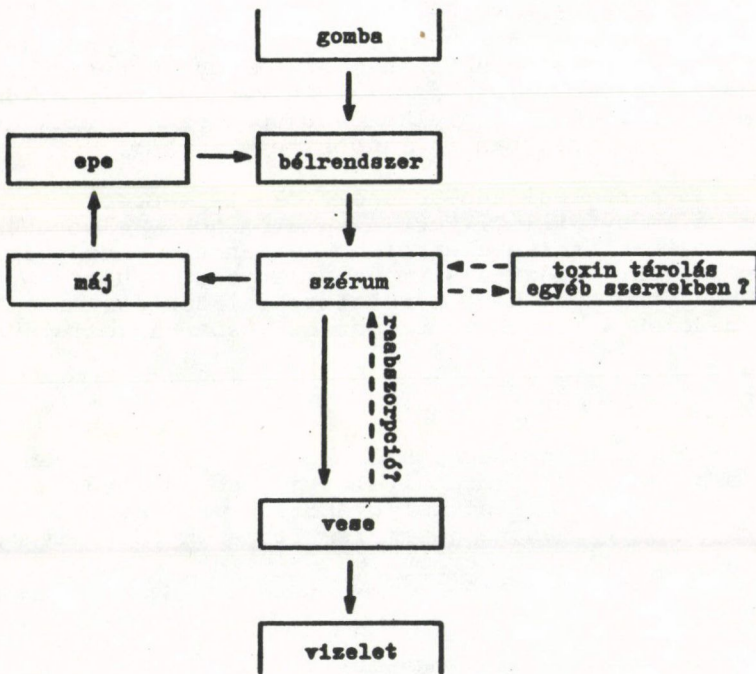 gomba
epe
bélrendszer
máj
szérum
toxin tárolás
egyéb szervekben ?
reabszorpció?
vese
vizelet